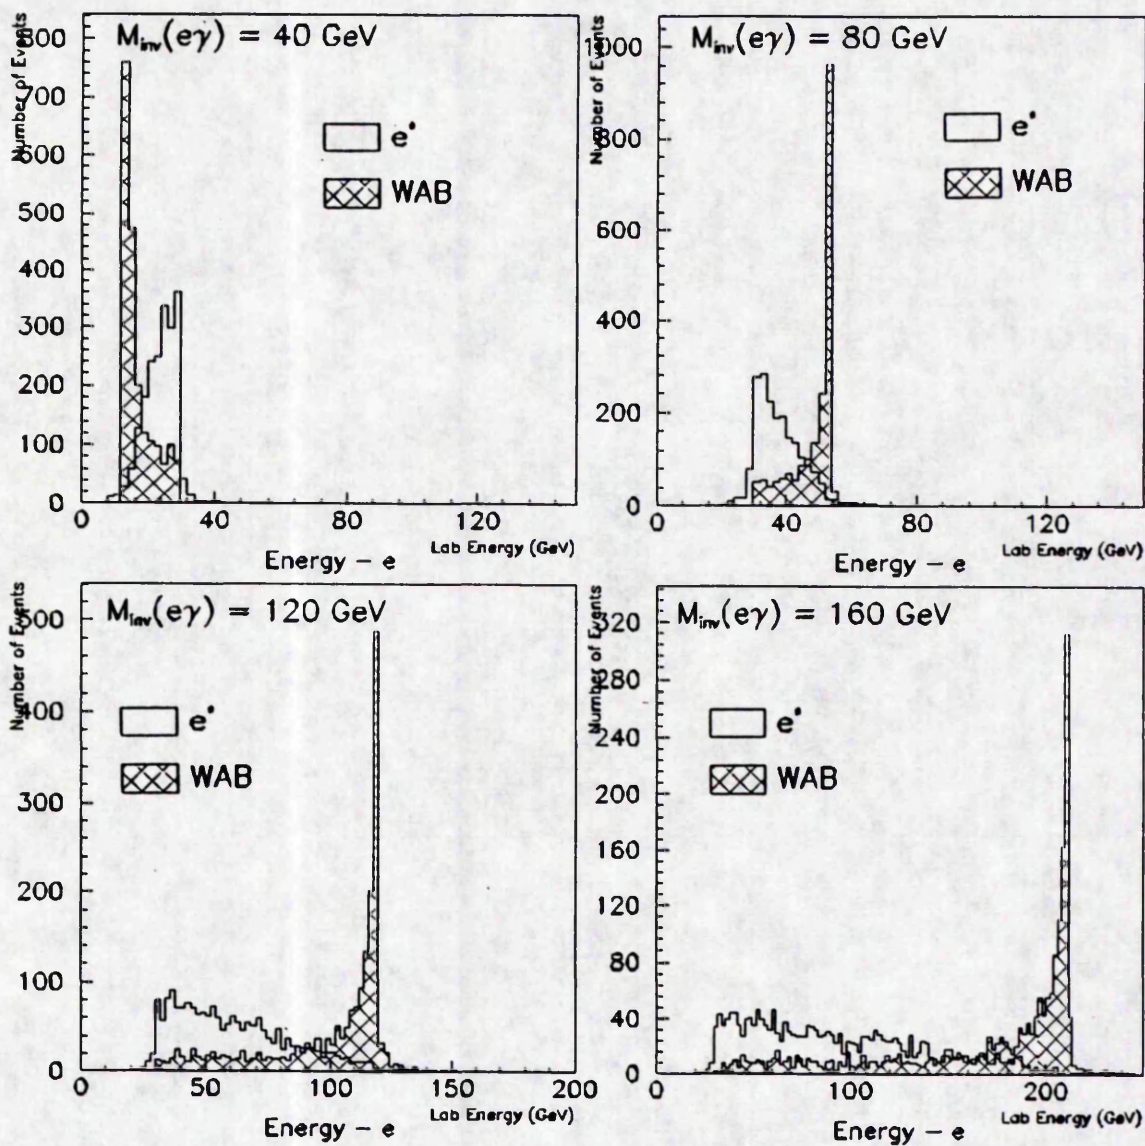 M_inv(eγ) = 40 GeV
Number of Events
800
700
600
500
400
300
200
100
0
e*
WAB
0 40 80 120
Lab Energy (GeV)
Energy – e
M_inv(eγ) = 80 GeV
Number of Events
1000
800
600
400
200
0
e*
WAB
0 40 80 120
Lab Energy (GeV)
Energy – e
M_inv(eγ) = 120 GeV
Number of Events
500
400
300
200
100
0
e*
WAB
0 50 100 150 200
Lab Energy (GeV)
Energy – e
M_inv(eγ) = 160 GeV
Number of Events
320
280
240
200
160
120
80
40
0
e*
WAB
0 100 200
Lab Energy (GeV)
Energy – e